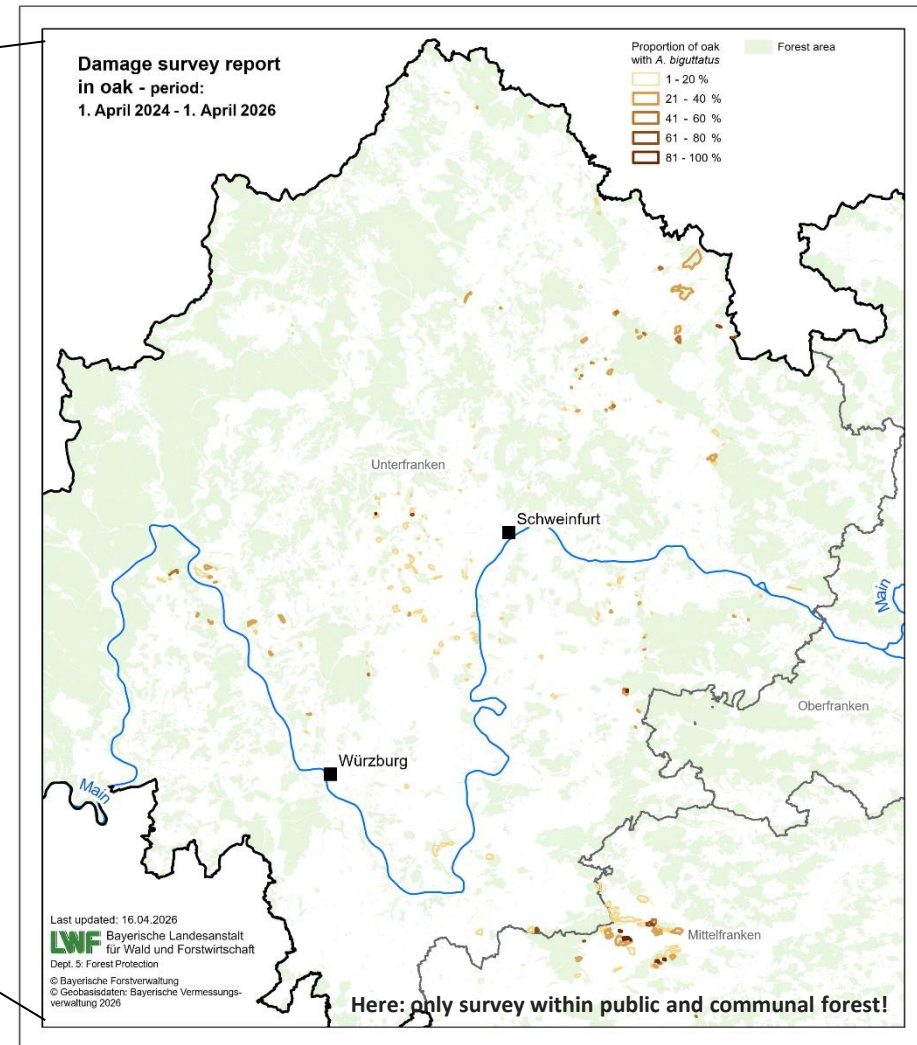 Damage survey report
in oak - period:
1. April 2024 - 1. April 2026
Proportion of oak
with A. biguttatus
1 - 20 %
21 - 40 %
41 - 60 %
61 - 80 %
81 - 100 %
Forest area
Unterfranken
Schweinfurt
Main
Oberfranken
Würzburg
Main
Mittelfranken
Last updated: 16.04.2026
LWF Bayerische Landesanstalt
für Wald und Forstwirtschaft
Dept. 5: Forest Protection
© Bayerische Forstverwaltung
© Geobasisdaten: Bayerische Vermessungs-
verwaltung 2026
Here: only survey within public and communal forest!